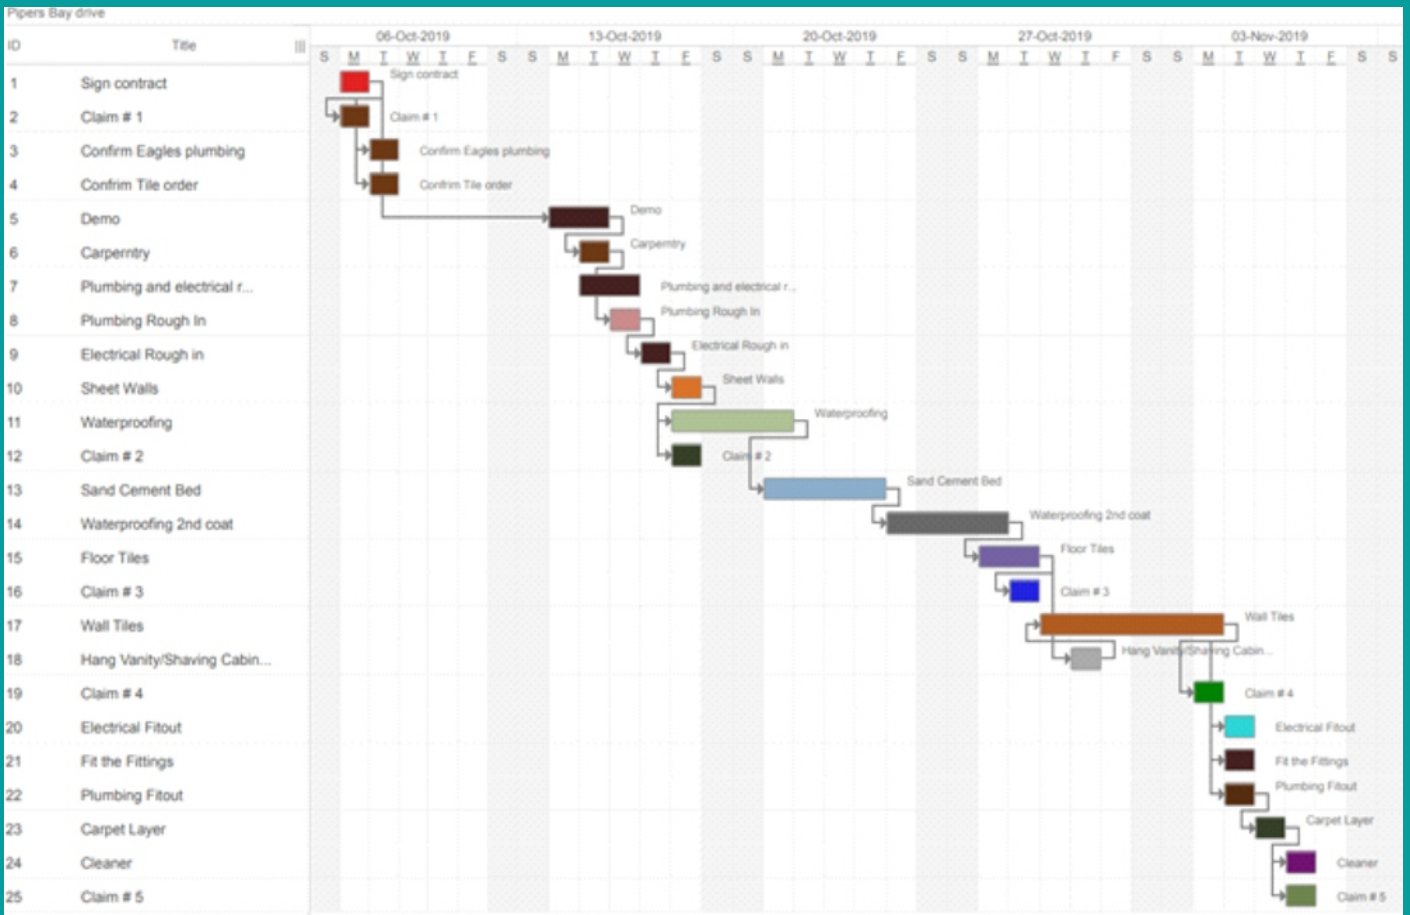 Pipers Bay drive
ID Title ||| 06-Oct-2019 13-Oct-2019 20-Oct-2019 27-Oct-2019 03-Nov-2019
S M T W T F S S M T W T F S S M T W T F S S M T W T F S S M T W T F S S
1 Sign contract Sign contract
2 Claim # 1 Claim # 1
3 Confirm Eagles plumbing Confirm Eagles plumbing
4 Confrim Tile order Confrim Tile order
5 Demo Demo
6 Carperntry Carperntry
7 Plumbing and electrical r... Plumbing and electrical r...
8 Plumbing Rough In Plumbing Rough In
9 Electrical Rough in Electrical Rough in
10 Sheet Walls Sheet Walls
11 Waterproofing Waterproofing
12 Claim # 2 Claim # 2
13 Sand Cement Bed Sand Cement Bed
14 Waterproofing 2nd coat Waterproofing 2nd coat
15 Floor Tiles Floor Tiles
16 Claim # 3 Claim # 3
17 Wall Tiles Wall Tiles
18 Hang Vanity/Shaving Cabin... Hang Vanity/Shaving Cabin...
19 Claim # 4 Claim # 4
20 Electrical Fitout Electrical Fitout
21 Fit the Fittings Fit the Fittings
22 Plumbing Fitout Plumbing Fitout
23 Carpet Layer Carpet Layer
24 Cleaner Cleaner
25 Claim # 5 Claim # 5